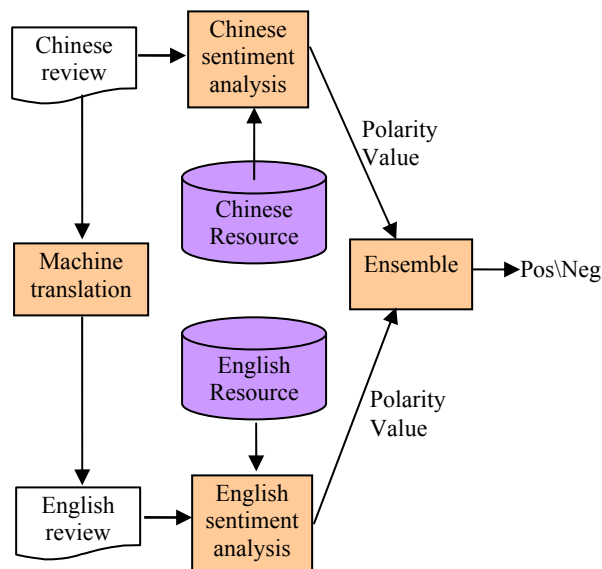 Chinese
review
Chinese
sentiment
analysis
Polarity
Value
Chinese
Resource
Machine
translation
Ensemble
Pos\Neg
English
Resource
Polarity
Value
English
review
English
sentiment
analysis